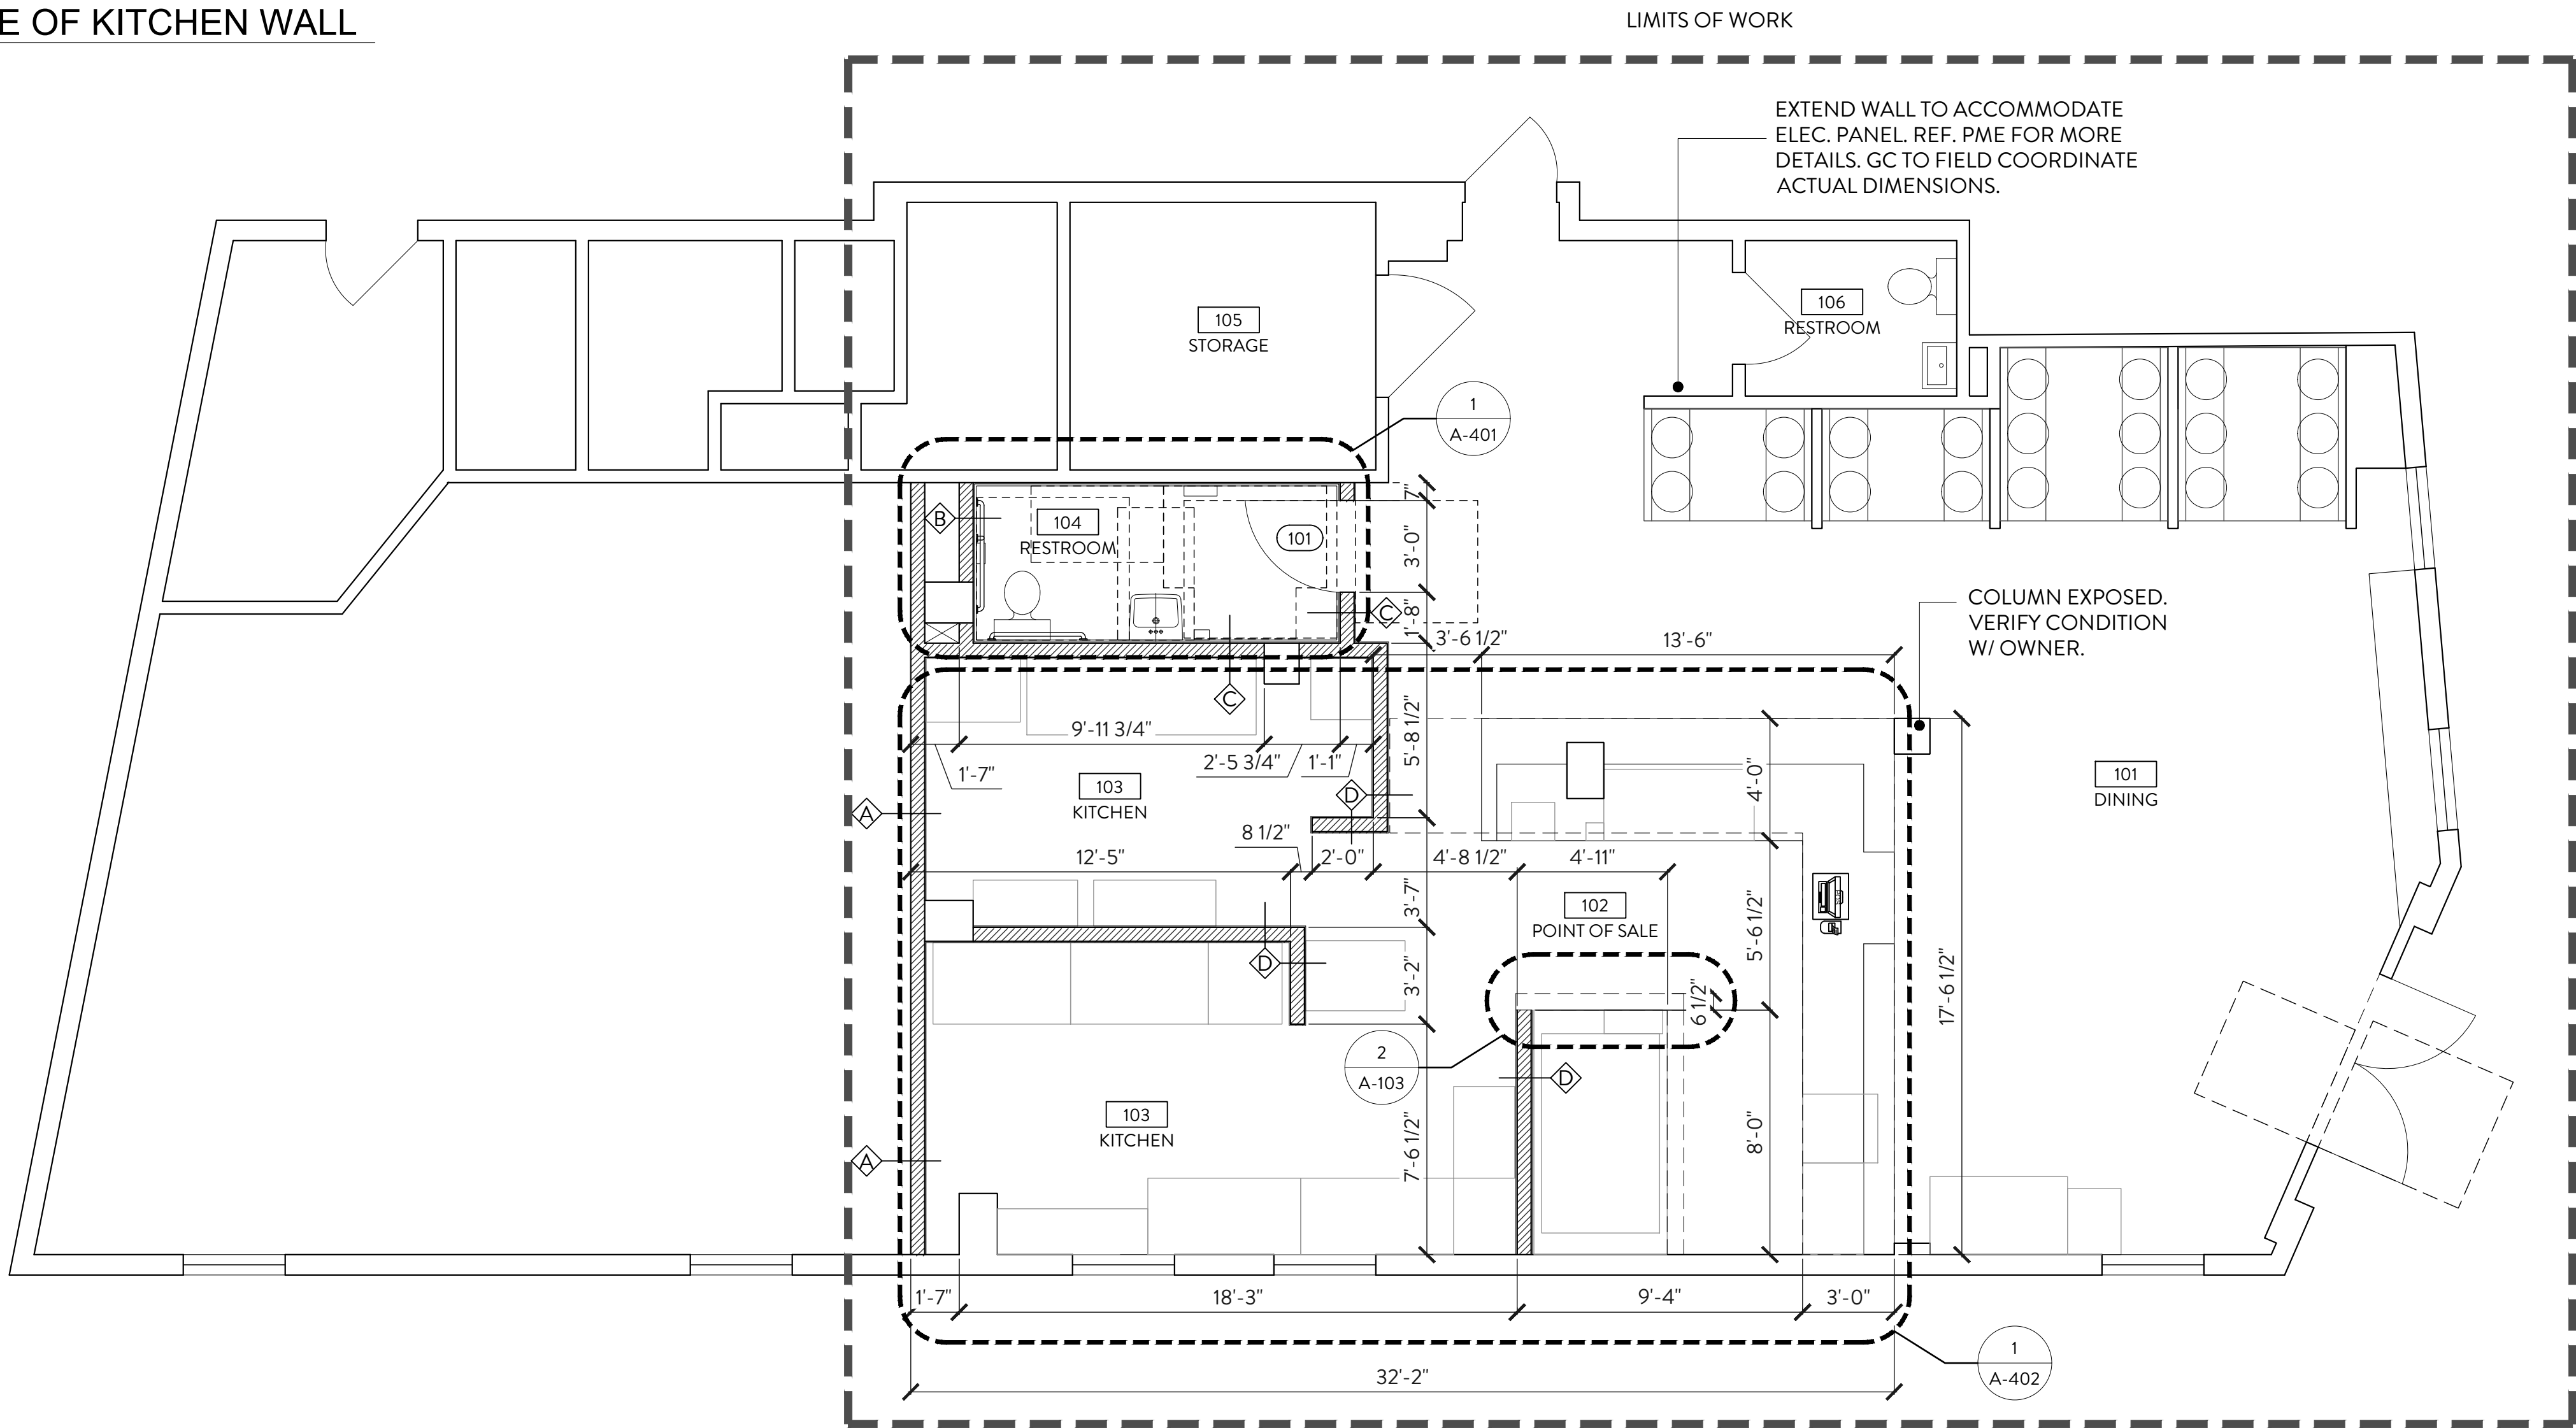 E OF KITCHEN WALL
LIMITS OF WORK
EXTEND WALL TO ACCOMMODATE
ELEC. PANEL. REF. PME FOR MORE
DETAILS. GC TO FIELD COORDINATE
ACTUAL DIMENSIONS.
106
RESTROOM
105
STORAGE
1
A-401
7"
B
104
RESTROOM
101
3'-0"
C
1'-8"
COLUMN EXPOSED.
VERIFY CONDITION
W/ OWNER.
3'-6 1/2"
13'-6"
C
9'-11 3/4"
5'-8 1/2"
1'-7"
2'-5 3/4"
1'-1"
4'-0"
101
DINING
103
KITCHEN
D
A
8 1/2"
12'-5"
2'-0"
4'-8 1/2"
4'-11"
3'-7"
102
POINT OF SALE
5'-6 1/2"
D
3'-2"
6 1/2"
17'-6 1/2"
2
A-103
D
103
KITCHEN
7'-6 1/2"
8'-0"
A
1'-7"
18'-3"
9'-4"
3'-0"
32'-2"
1
A-402